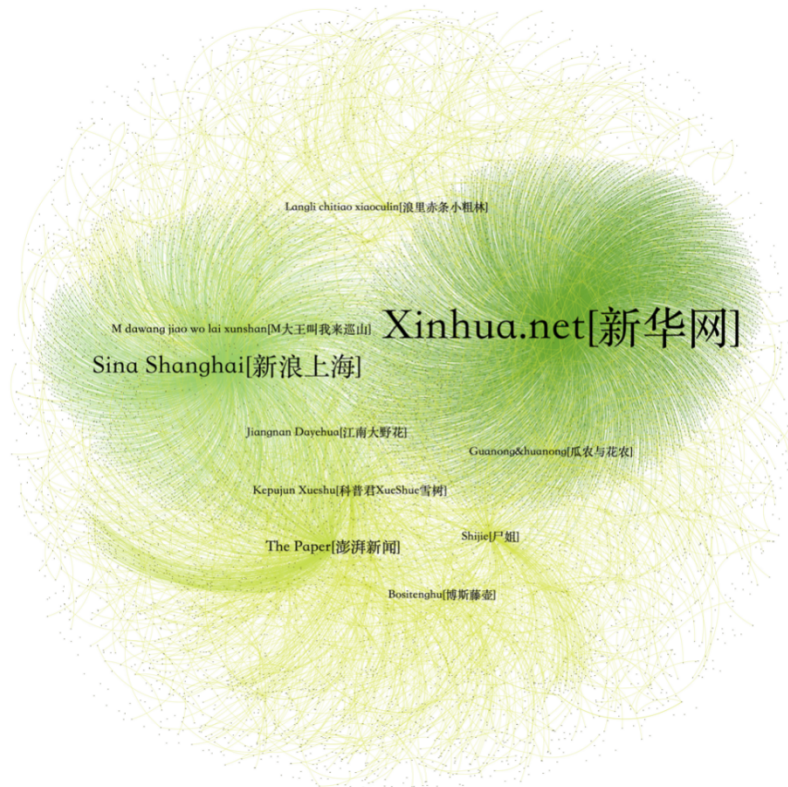 Langli chitiao xiaoculin[浪里赤条小粗林]
Xinhua.net[新华网]
M dawang jiao wo lai xunshan[M大王叫我来巡山]
Sina Shanghai[新浪上海]
Jiangnan Dayehua[江南大野花]
Guanong&huanong[瓜农与花农]
Kepujun Xueshu[科普君XueShue雪树]
Shijie[尸姐]
The Paper[澎湃新闻]
Bositenghu[博斯藤壶]